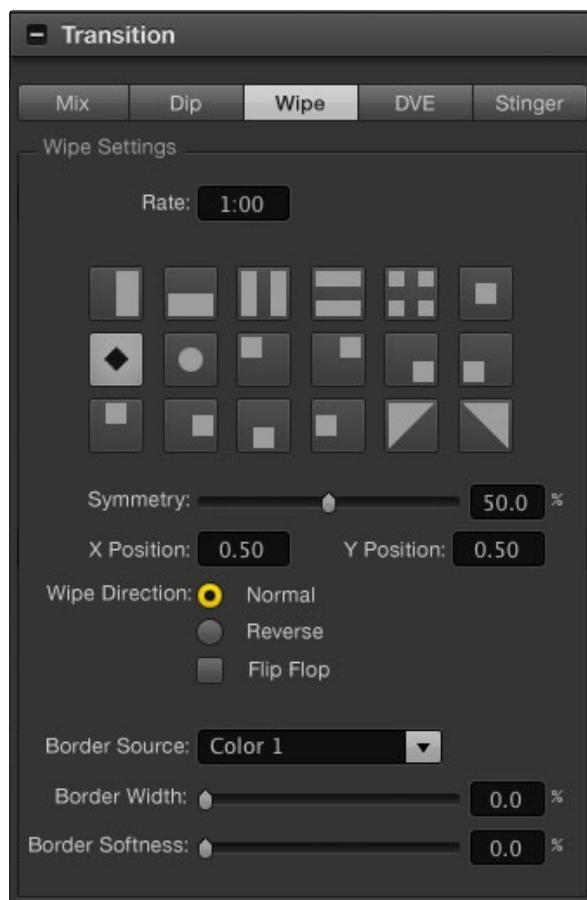 Transition
Mix Dip Wipe DVE Stinger
Wipe Settings
Rate: 1:00
Symmetry: 50.0 %
X Position: 0.50 Y Position: 0.50
Wipe Direction: Normal
Reverse
Flip Flop
Border Source: Color 1
Border Width: 0.0 %
Border Softness: 0.0 %